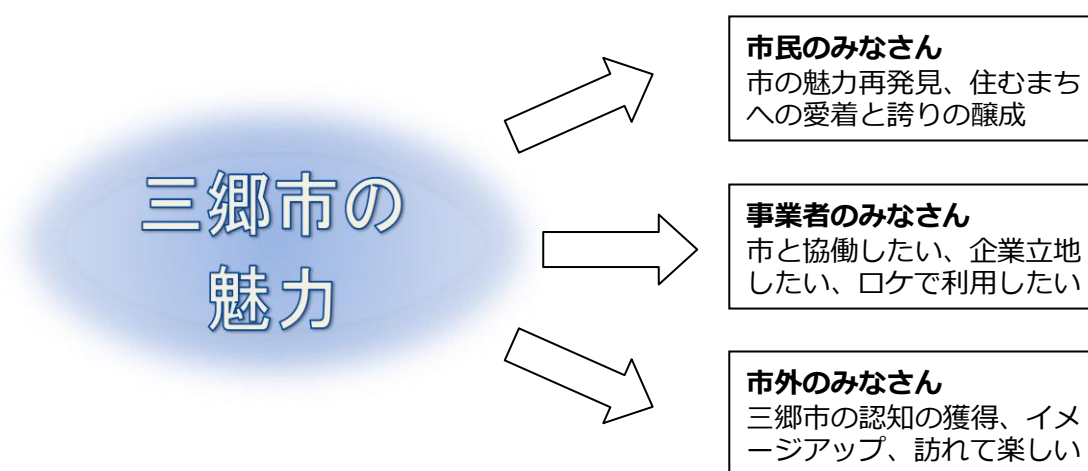 三郷市の
魅力
市民のみなさん
市の魅力再発見、住むまち
への愛着と誇りの醸成
事業者のみなさん
市と協働したい、企業立地
したい、ロケで利用したい
市外のみなさん
三郷市の認知の獲得、イメ
ージアップ、訪れて楽しい